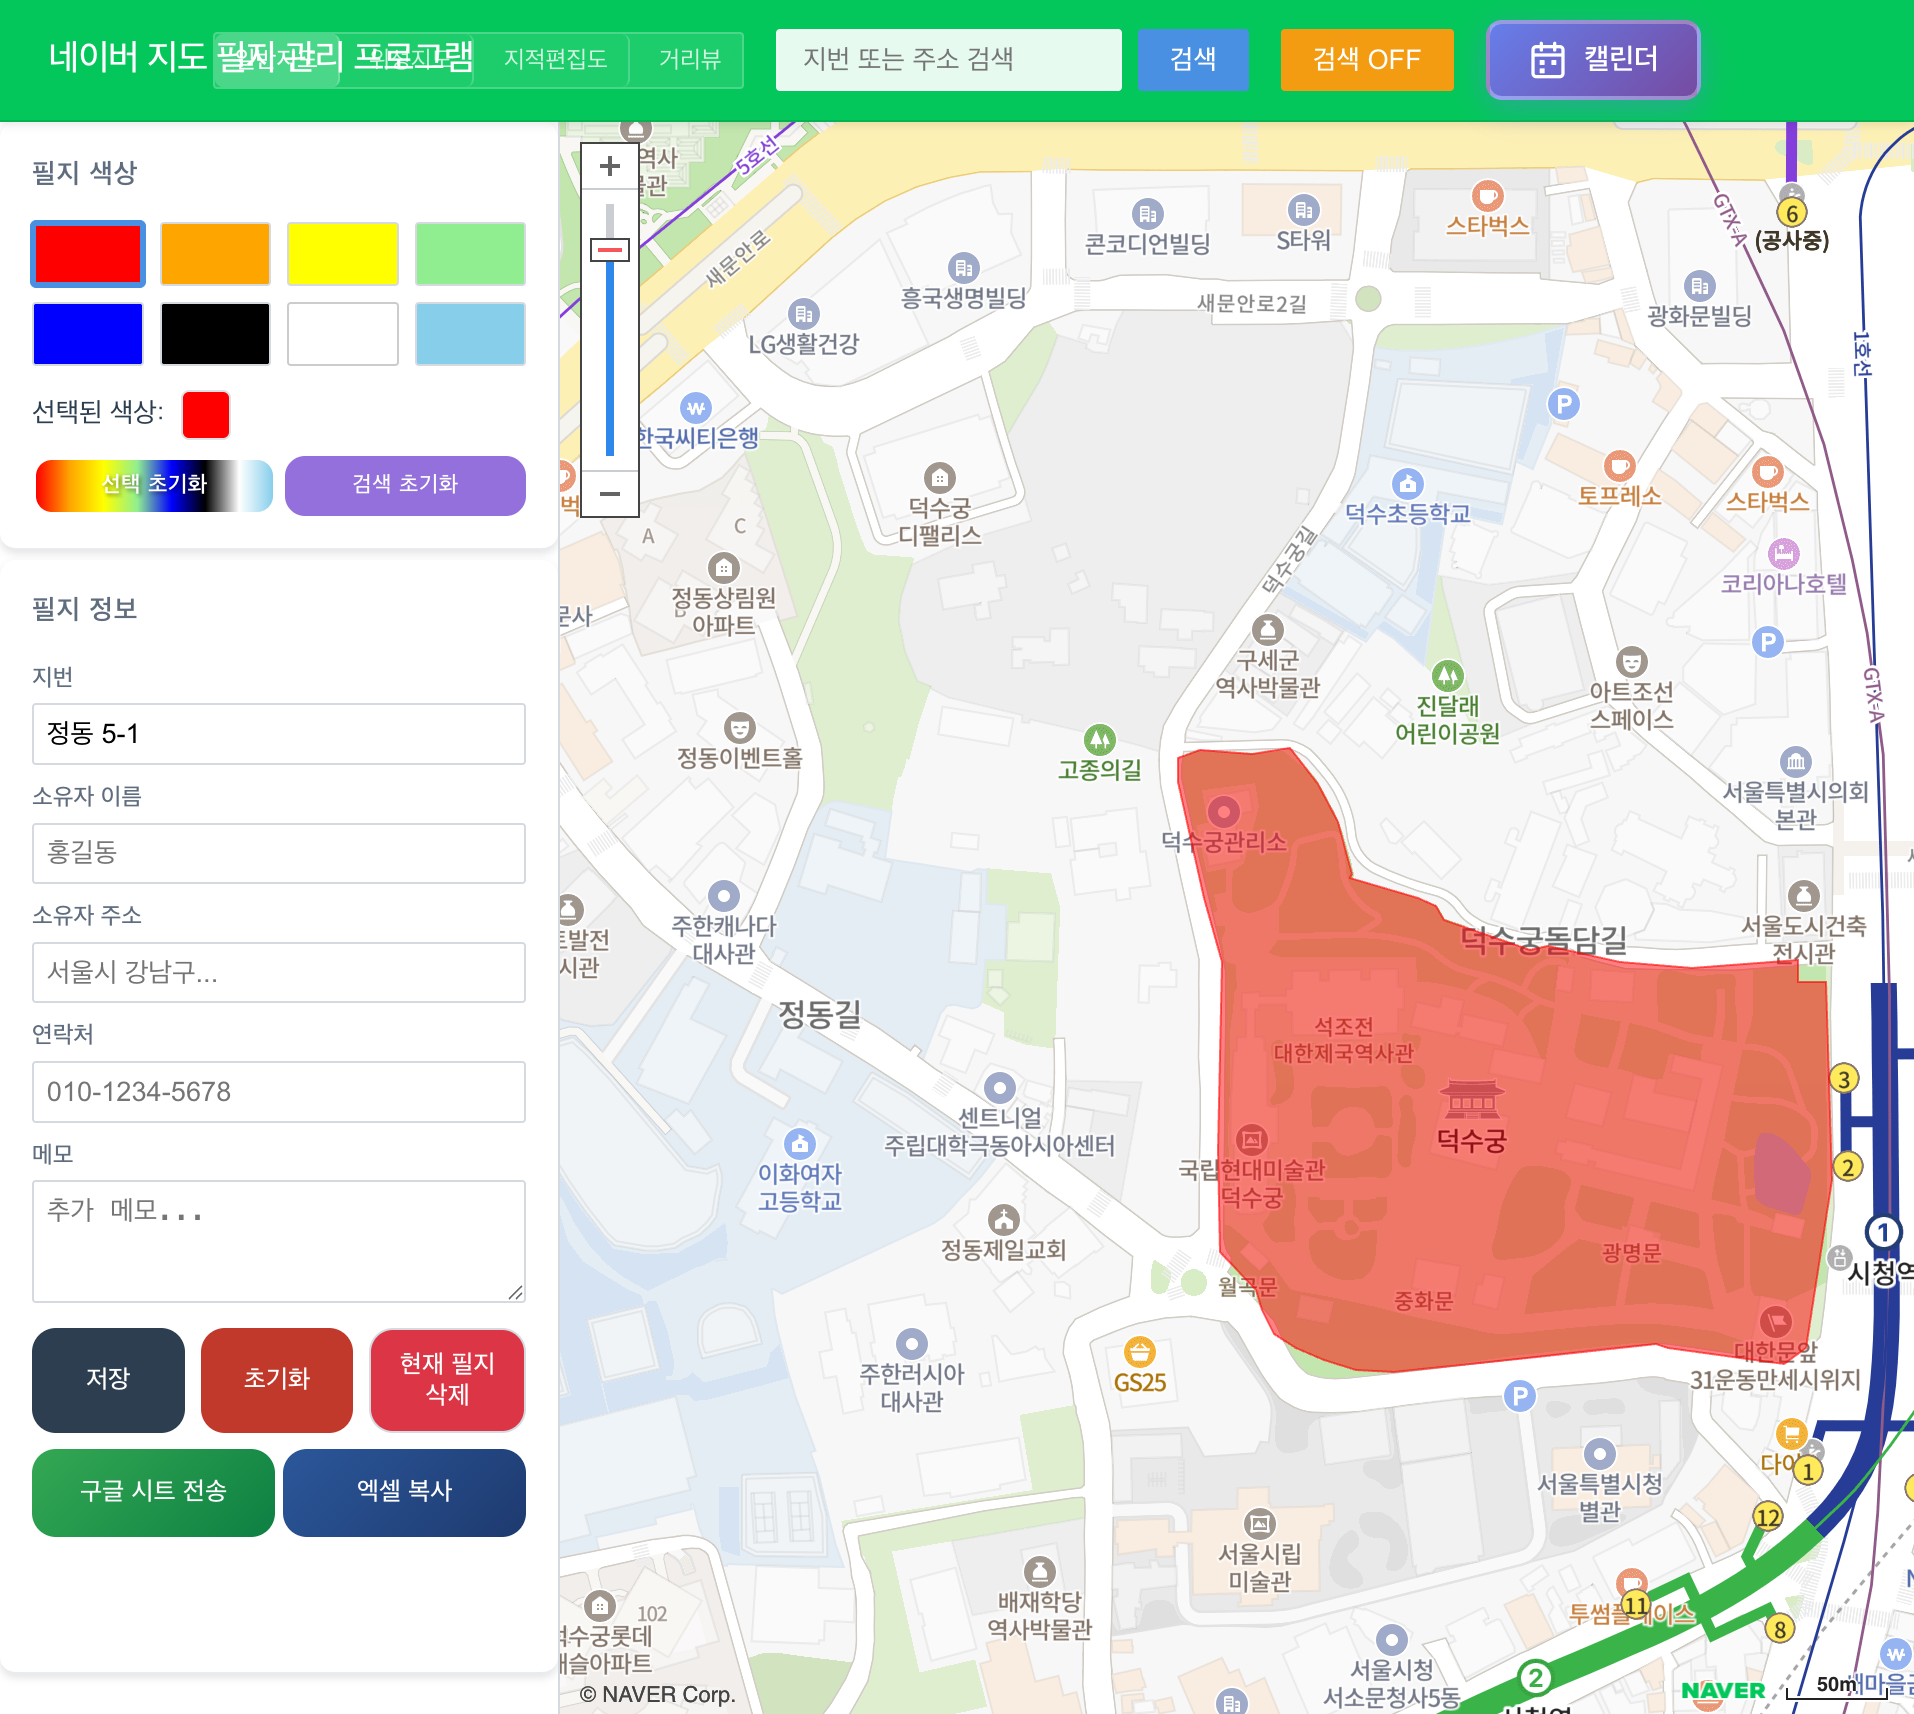 네이버 지도 필지 관리 프로그램
지적편집도
거리뷰
지번 또는 주소 검색
검색
검색 OFF
캘린더
필지 색상
선택된 색상:
선택 초기화
검색 초기화
필지 정보
지번
정동 5-1
소유자 이름
홍길동
소유자 주소
서울시 강남구...
연락처
010-1234-5678
메모
추가 메모...
저장
초기화
현재 필지
삭제
구글 시트 전송
엑셀 복사
+
−
5호선
새문안로
콘코디언빌딩
S타워
스타벅스
6
(공사중)
GTX-A
흥국생명빌딩
새문안로2길
광화문빌딩
LG생활건강
1호선
한국씨티은행
P
덕수궁
디팰리스
덕수초등학교
토프레소
스타벅스
A
C
D
덕수궁길
코리아나호텔
정동상림원
아파트
P
구세군
역사박물관
진달래
어린이공원
아트조선
스페이스
GTX-A
정동이벤트홀
고종의길
서울특별시의회
본관
덕수궁관리소
주한캐나다
대사관
덕수궁돌담길
서울도시건축
전시관
정동길
석조전
대한제국역사관
3
센트니얼
주립대학극동아시아센터
덕수궁
2
이화여자
고등학교
국립현대미술관
덕수궁
정동제일교회
1
시청역
광명문
월곡문
중화문
대한문앞
31운동만세시위지
주한러시아
대사관
GS25
P
1
서울특별시청
별관
12
서울시립
미술관
배재학당
역사박물관
102
11
8
서울시청
서소문청사5동
2
© NAVER Corp.
NAVER
50m